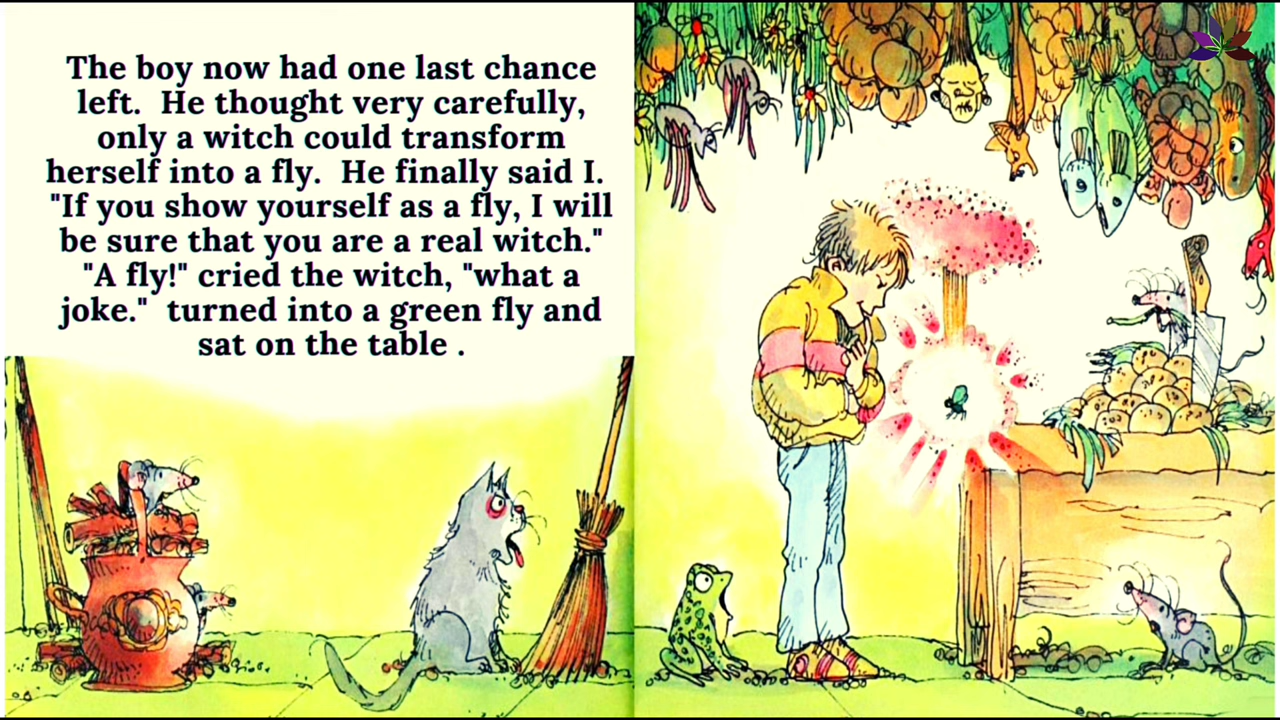 The boy now had one last chance
left.  He thought very carefully,
only a witch could transform
herself into a fly.  He finally said I.
"If you show yourself as a fly, I will
be sure that you are a real witch."
"A fly!" cried the witch, "what a
joke."  turned into a green fly and
sat on the table .